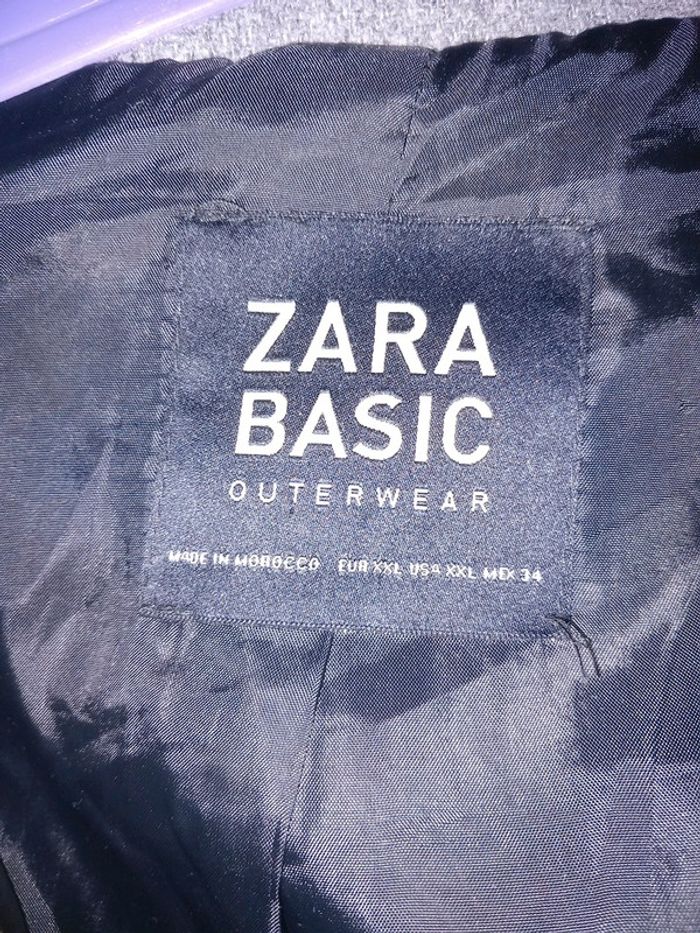 ZARA
BASIC
OUTERWEAR
MADE IN MOROCCO EUR XXL USA XXL MEX 34